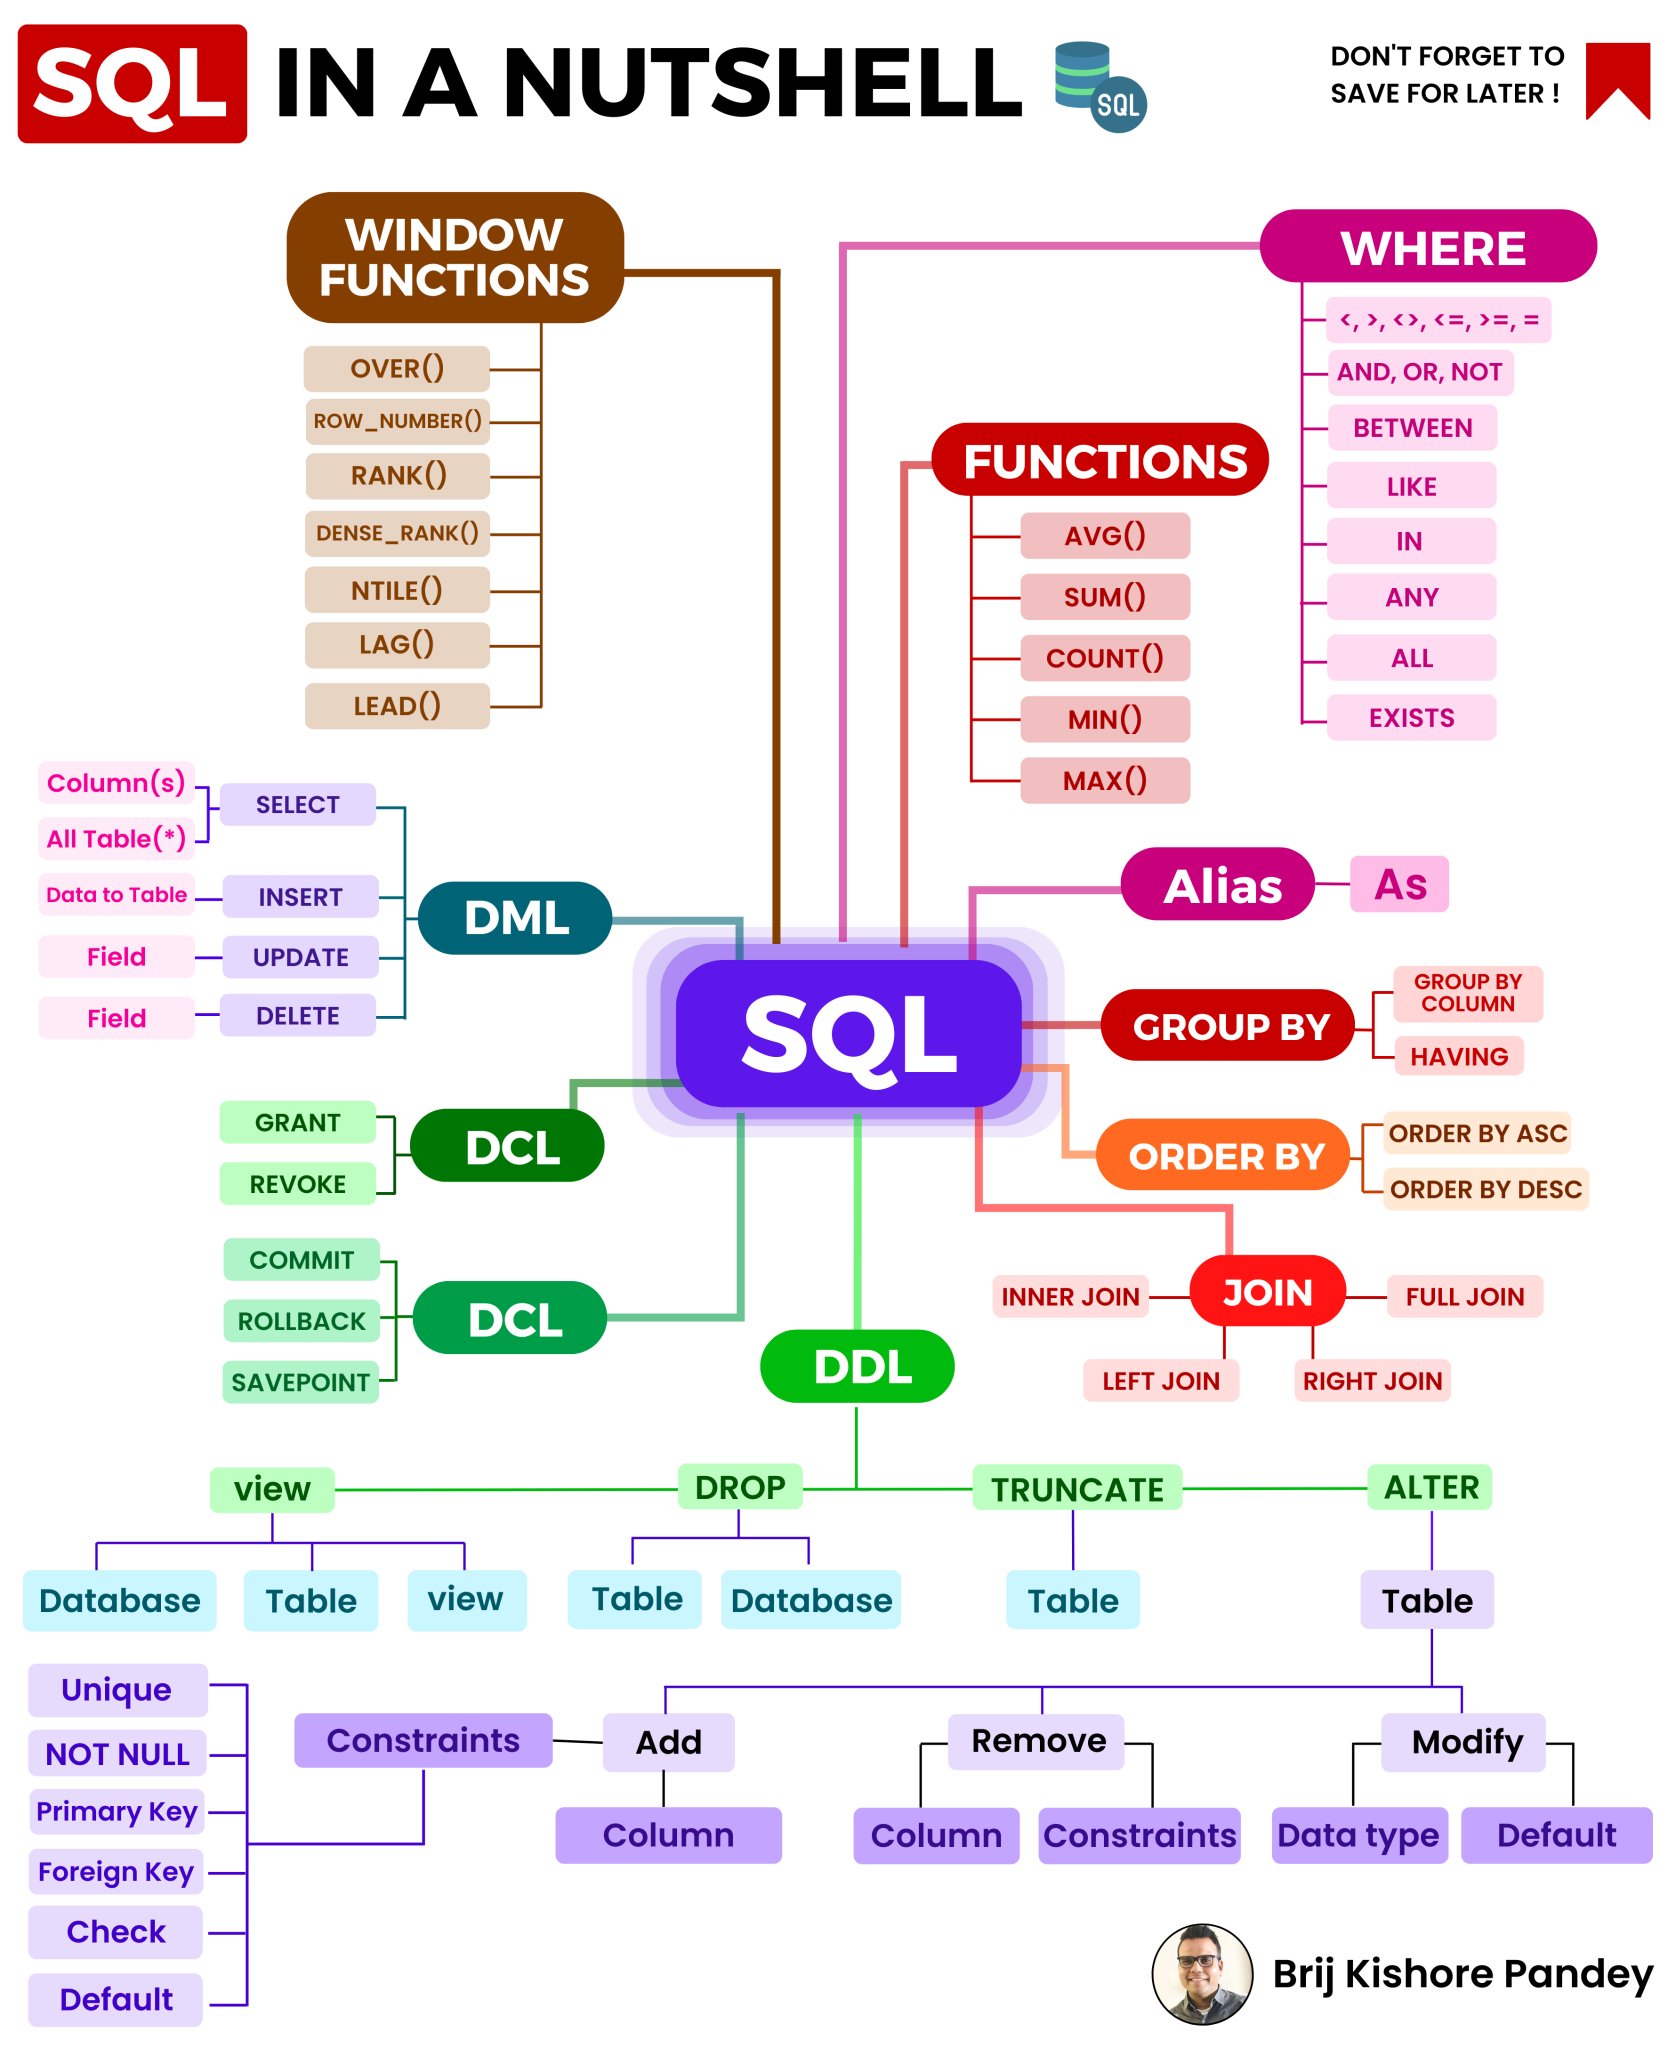 SQL IN A NUTSHELL
SQL
DON'T FORGET TO
SAVE FOR LATER !
WINDOW
FUNCTIONS
OVER()
ROW_NUMBER()
RANK()
DENSE_RANK()
NTILE()
LAG()
LEAD()
WHERE
<, >, <>, <=, >=, =
AND, OR, NOT
BETWEEN
LIKE
IN
ANY
ALL
EXISTS
FUNCTIONS
AVG()
SUM()
COUNT()
MIN()
MAX()
Column(s)
All Table(*)
SELECT
Data to Table
INSERT
Field
UPDATE
Field
DELETE
DML
Alias
As
SQL
GROUP BY
GROUP BY
COLUMN
HAVING
GRANT
REVOKE
DCL
ORDER BY
ORDER BY ASC
ORDER BY DESC
COMMIT
ROLLBACK
SAVEPOINT
DCL
JOIN
INNER JOIN
FULL JOIN
LEFT JOIN
RIGHT JOIN
DDL
view
DROP
TRUNCATE
ALTER
Database
Table
view
Table
Database
Table
Table
Unique
NOT NULL
Primary Key
Foreign Key
Check
Default
Constraints
Add
Column
Remove
Column
Constraints
Modify
Data type
Default
Brij Kishore Pandey